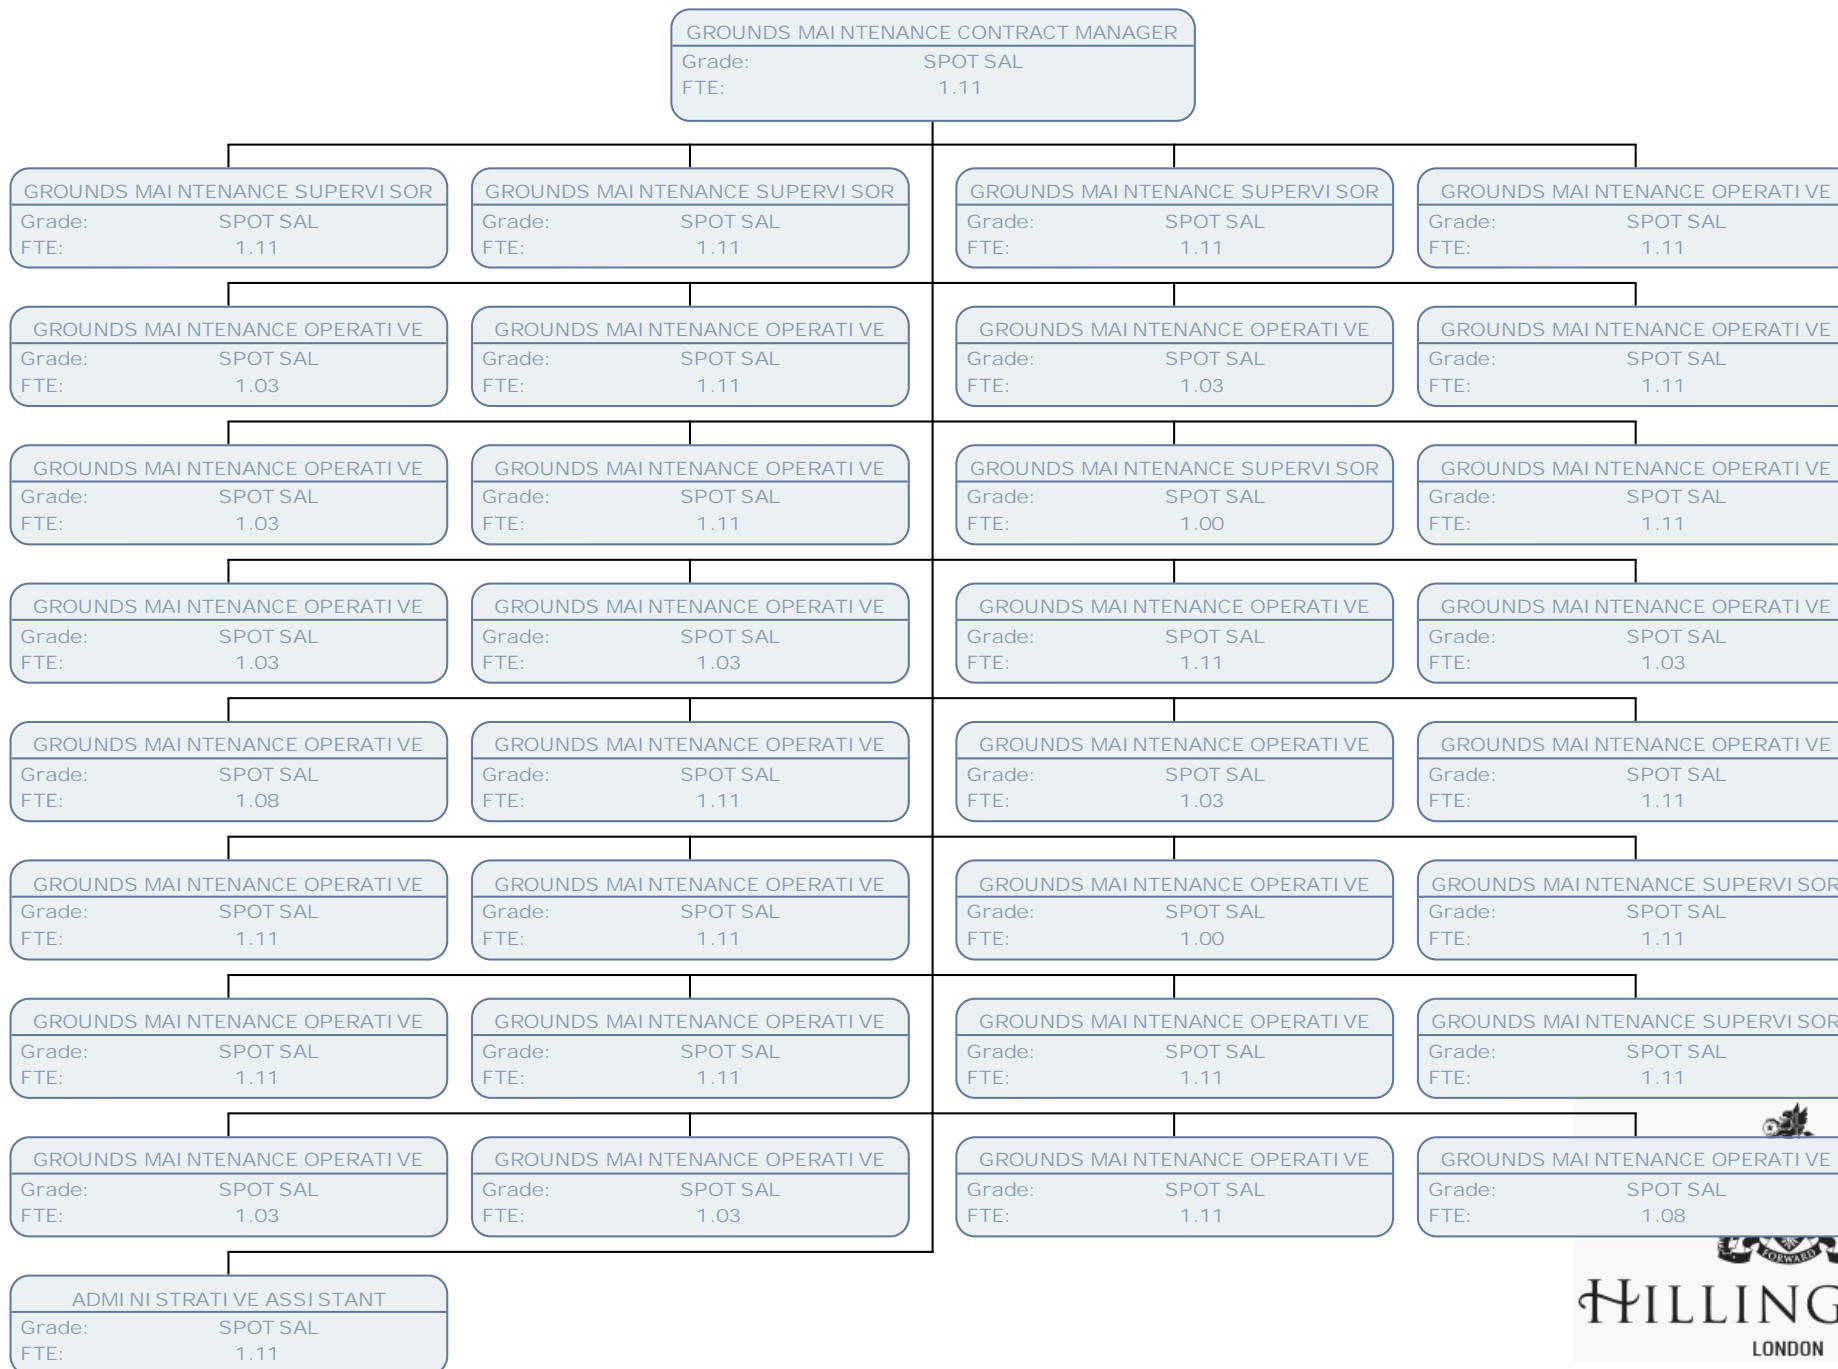 GROUNDS MAINTENANCE CONTRACT MANAGER
Grade: SPOT SAL
FTE: 1.11
GROUNDS MAINTENANCE SUPERVISOR GROUNDS MAINTENANCE SUPERVISOR GROUNDS MAINTENANCE SUPERVISOR GROUNDS MAINTENANCE OPERATIVE
Grade: SPOT SAL Grade: SPOT SAL Grade: SPOT SAL Grade: SPOT SAL
FTE: 1.11 FTE: 1.11 FTE: 1.11 FTE: 1.11
GROUNDS MAINTENANCE OPERATIVE GROUNDS MAINTENANCE OPERATIVE GROUNDS MAINTENANCE OPERATIVE GROUNDS MAINTENANCE OPERATIVE
Grade: SPOT SAL Grade: SPOT SAL Grade: SPOT SAL Grade: SPOT SAL
FTE: 1.03 FTE: 1.11 FTE: 1.03 FTE: 1.11
GROUNDS MAINTENANCE OPERATIVE GROUNDS MAINTENANCE OPERATIVE GROUNDS MAINTENANCE SUPERVISOR GROUNDS MAINTENANCE OPERATIVE
Grade: SPOT SAL Grade: SPOT SAL Grade: SPOT SAL Grade: SPOT SAL
FTE: 1.03 FTE: 1.11 FTE: 1.00 FTE: 1.11
GROUNDS MAINTENANCE OPERATIVE GROUNDS MAINTENANCE OPERATIVE GROUNDS MAINTENANCE OPERATIVE GROUNDS MAINTENANCE OPERATIVE
Grade: SPOT SAL Grade: SPOT SAL Grade: SPOT SAL Grade: SPOT SAL
FTE: 1.03 FTE: 1.03 FTE: 1.11 FTE: 1.03
GROUNDS MAINTENANCE OPERATIVE GROUNDS MAINTENANCE OPERATIVE GROUNDS MAINTENANCE OPERATIVE GROUNDS MAINTENANCE OPERATIVE
Grade: SPOT SAL Grade: SPOT SAL Grade: SPOT SAL Grade: SPOT SAL
FTE: 1.08 FTE: 1.11 FTE: 1.03 FTE: 1.11
GROUNDS MAINTENANCE OPERATIVE GROUNDS MAINTENANCE OPERATIVE GROUNDS MAINTENANCE OPERATIVE GROUNDS MAINTENANCE SUPERVISOR
Grade: SPOT SAL Grade: SPOT SAL Grade: SPOT SAL Grade: SPOT SAL
FTE: 1.11 FTE: 1.11 FTE: 1.00 FTE: 1.11
GROUNDS MAINTENANCE OPERATIVE GROUNDS MAINTENANCE OPERATIVE GROUNDS MAINTENANCE OPERATIVE GROUNDS MAINTENANCE SUPERVISOR
Grade: SPOT SAL Grade: SPOT SAL Grade: SPOT SAL Grade: SPOT SAL
FTE: 1.11 FTE: 1.11 FTE: 1.11 FTE: 1.11
GROUNDS MAINTENANCE OPERATIVE GROUNDS MAINTENANCE OPERATIVE GROUNDS MAINTENANCE OPERATIVE GROUNDS MAINTENANCE OPERATIVE
Grade: SPOT SAL Grade: SPOT SAL Grade: SPOT SAL Grade: SPOT SAL
FTE: 1.03 FTE: 1.03 FTE: 1.11 FTE: 1.08
FORWARD
ADMINISTRATIVE ASSISTANT
Grade: SPOT SAL
FTE: 1.11
HILLING
LONDON